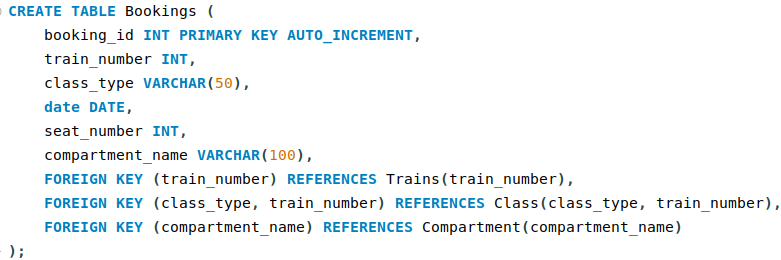 CREATE TABLE Bookings (
    booking_id INT PRIMARY KEY AUTO_INCREMENT,
    train_number INT,
    class_type VARCHAR(50),
    date DATE,
    seat_number INT,
    compartment_name VARCHAR(100),
    FOREIGN KEY (train_number) REFERENCES Trains(train_number),
    FOREIGN KEY (class_type, train_number) REFERENCES Class(class_type, train_number),
    FOREIGN KEY (compartment_name) REFERENCES Compartment(compartment_name)
);